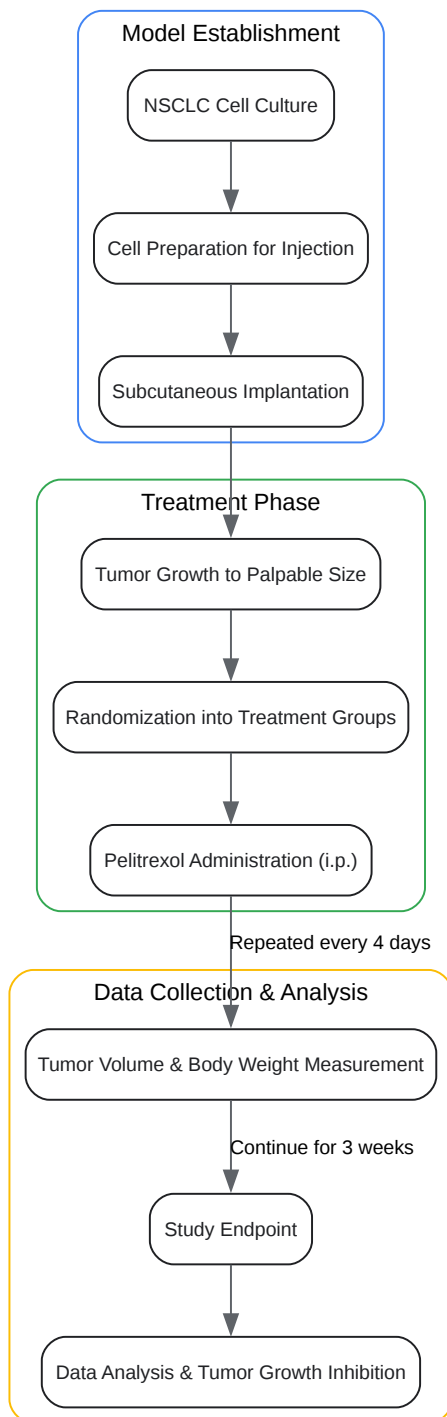 Model Establishment
NSCLC Cell Culture
Cell Preparation for Injection
Subcutaneous Implantation
Treatment Phase
Tumor Growth to Palpable Size
Randomization into Treatment Groups
Pelitrexol Administration (i.p.)
Repeated every 4 days
Data Collection & Analysis
Tumor Volume & Body Weight Measurement
Continue for 3 weeks
Study Endpoint
Data Analysis & Tumor Growth Inhibition